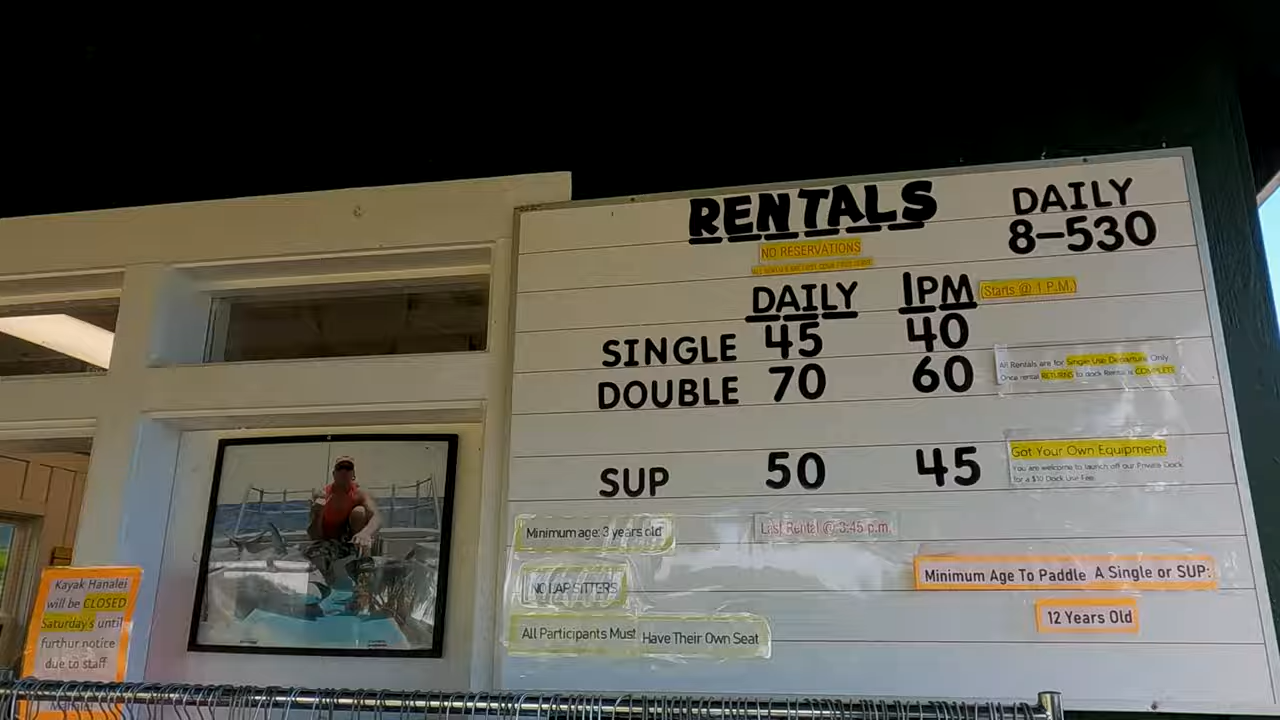 RENTALS
DAILY
8-530
NO RESERVATIONS
DAILY 1PM (Starts @ 1 P.M.)
SINGLE 45 40
DOUBLE 70 60
All Rentals are for Single Use Departure Only
Once rental RETURNS to dock Rental is COMPLETE
SUP 50 45
Got Your Own Equipment?
You are welcome to launch off our Private Dock
for a $10 Dock Use Fee
Minimum age: 3 years old
Last Rental @ 3:45 p.m.
NO LAP SITTERS
Minimum Age To Paddle A Single or SUP:
12 Years Old
All Participants Must Have Their Own Seat
Kayak Hanalei
will be CLOSED
Saturday's until
furthur notice
due to staff